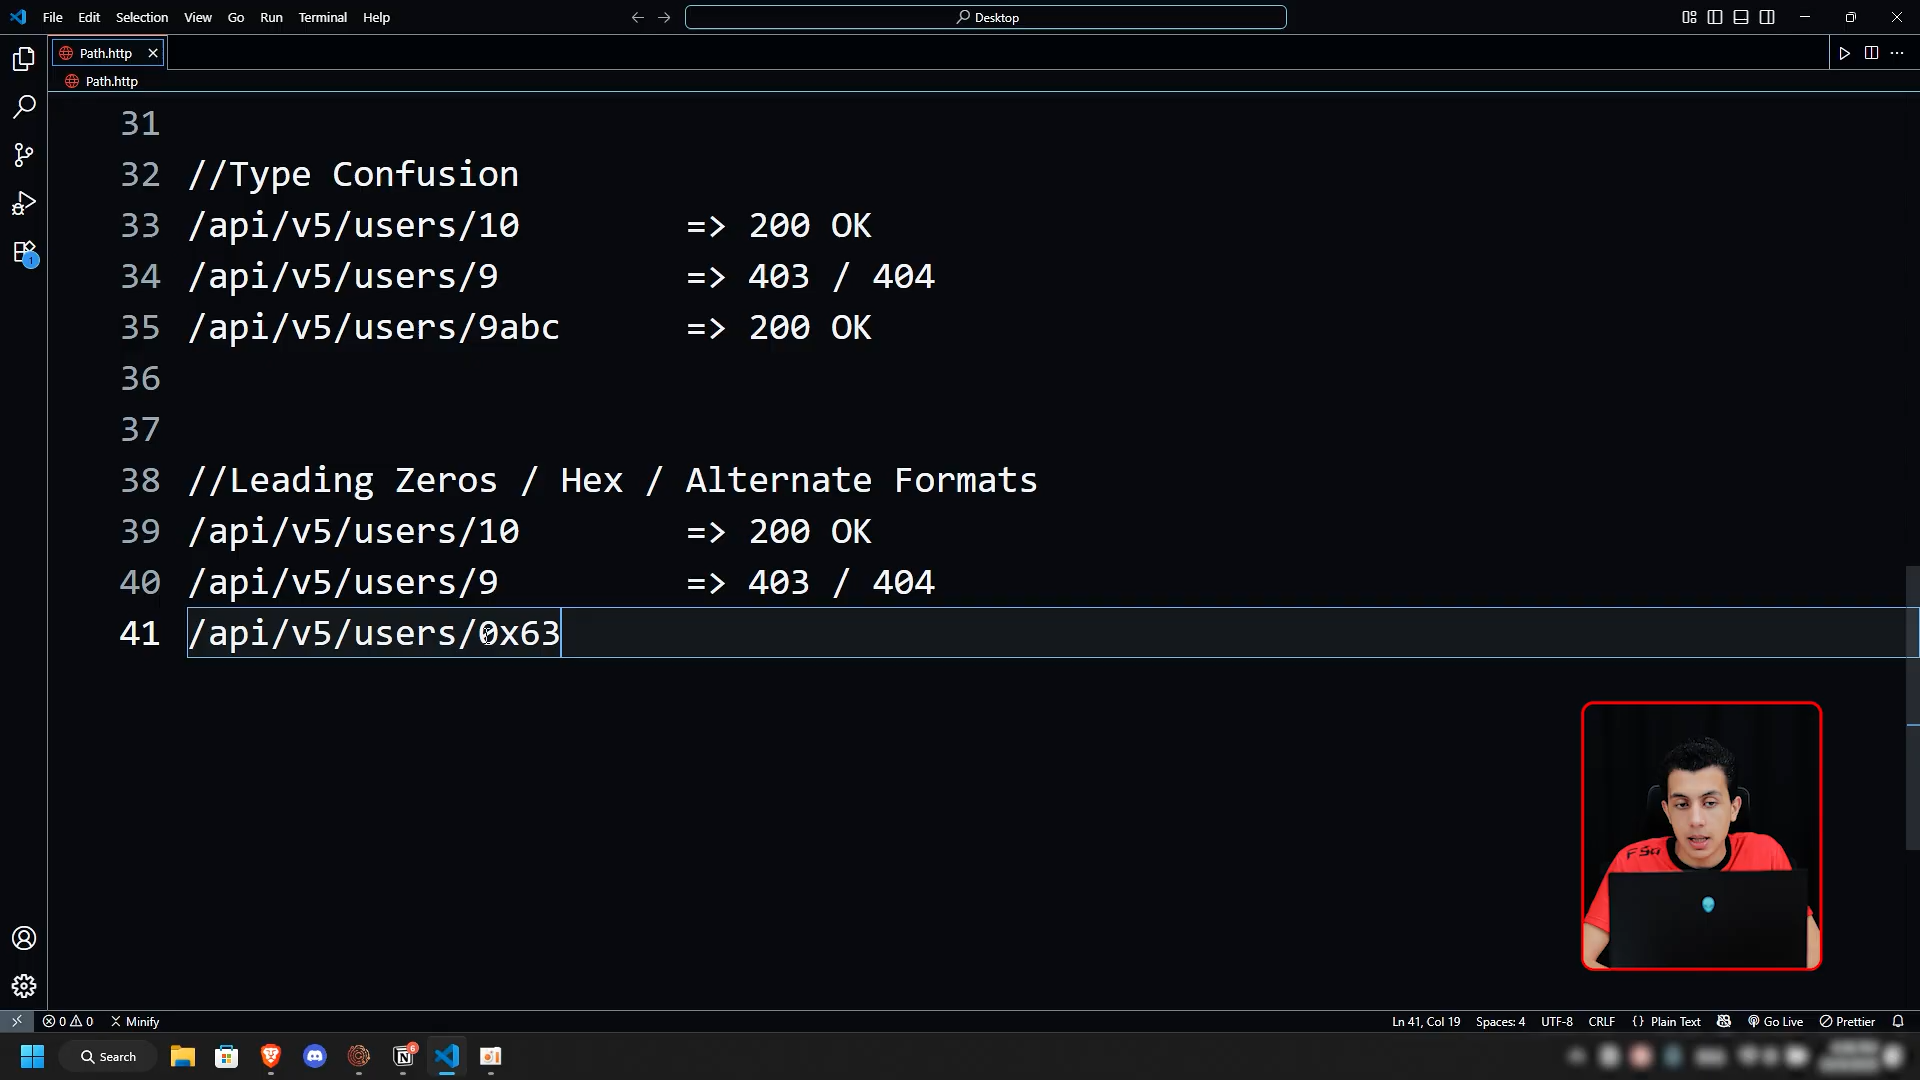 File Edit Selection View Go Run Terminal Help
Desktop
Path.http
Path.http
31
32 //Type Confusion
33 /api/v5/users/10 => 200 OK
34 /api/v5/users/9 => 403 / 404
35 /api/v5/users/9abc => 200 OK
36
37
38 //Leading Zeros / Hex / Alternate Formats
39 /api/v5/users/10 => 200 OK
40 /api/v5/users/9 => 403 / 404
41 /api/v5/users/0x63
1
FSA
0 0 Minify
Ln 41, Col 19 Spaces: 4 UTF-8 CRLF {} Plain Text Go Live Prettier
Search
6